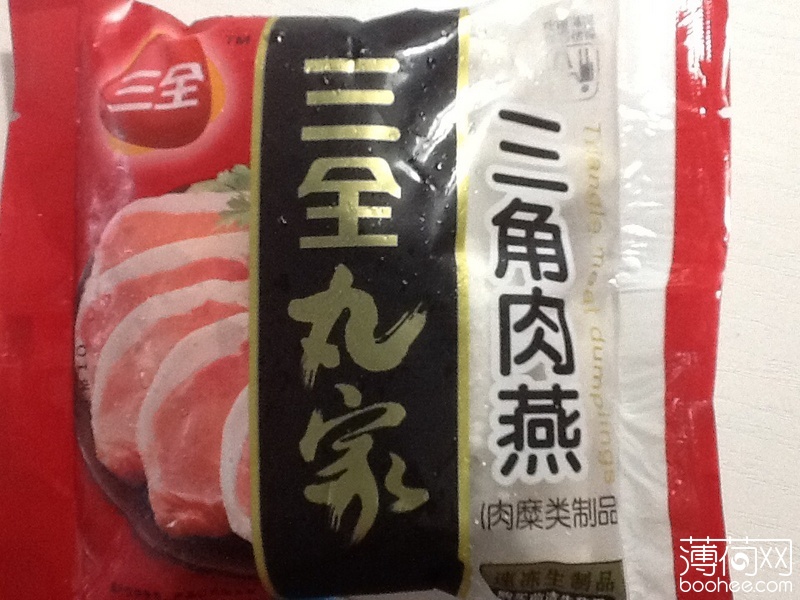 三全
TM
三全丸家
三角肉燕
Triangle Meat dumplings
(肉糜类制品
速冻生制品
薄荷网
boohee.com